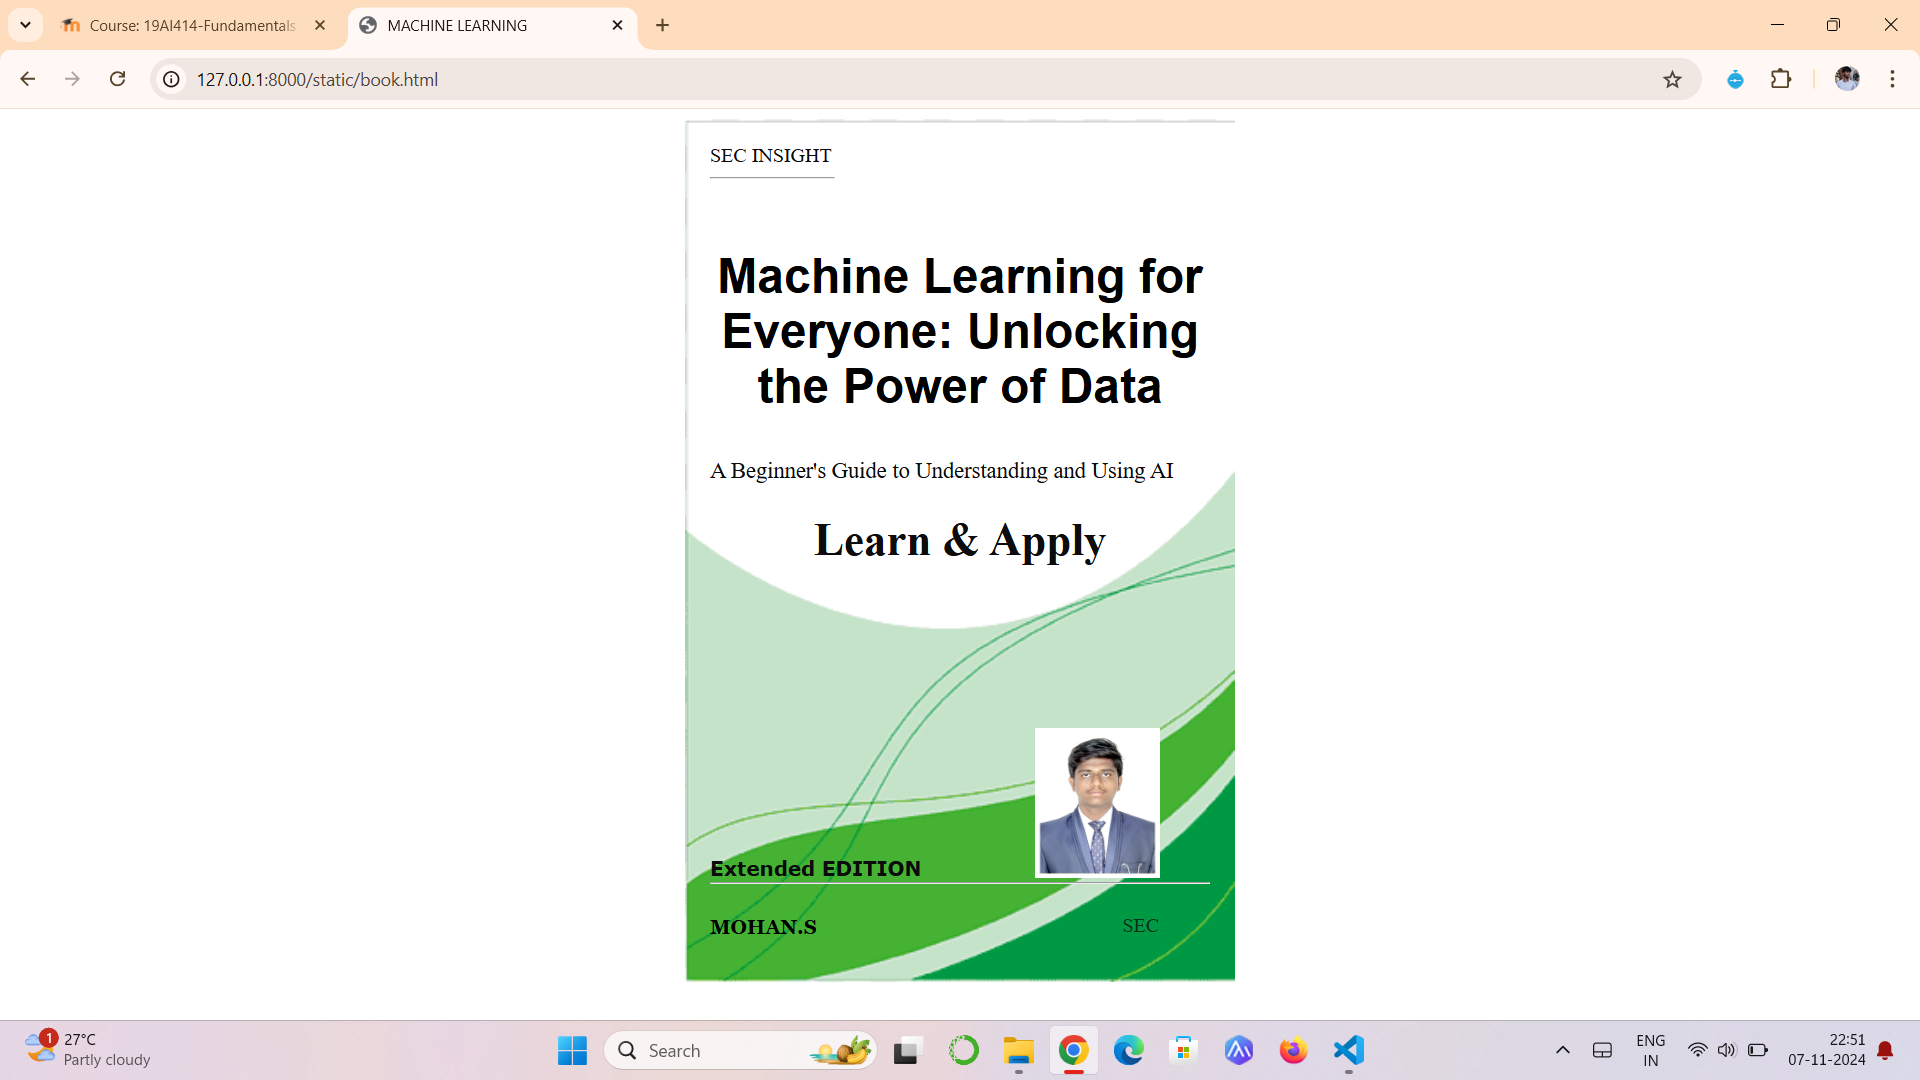 Course: 19AI414-Fundamentals
MACHINE LEARNING
127.0.0.1:8000/static/book.html
SEC INSIGHT
Machine Learning for
Everyone: Unlocking
the Power of Data
A Beginner's Guide to Understanding and Using AI
Learn & Apply
Extended EDITION
MOHAN.S
SEC
1
27°C
Partly cloudy
Search
ENG
IN
22:51
07-11-2024